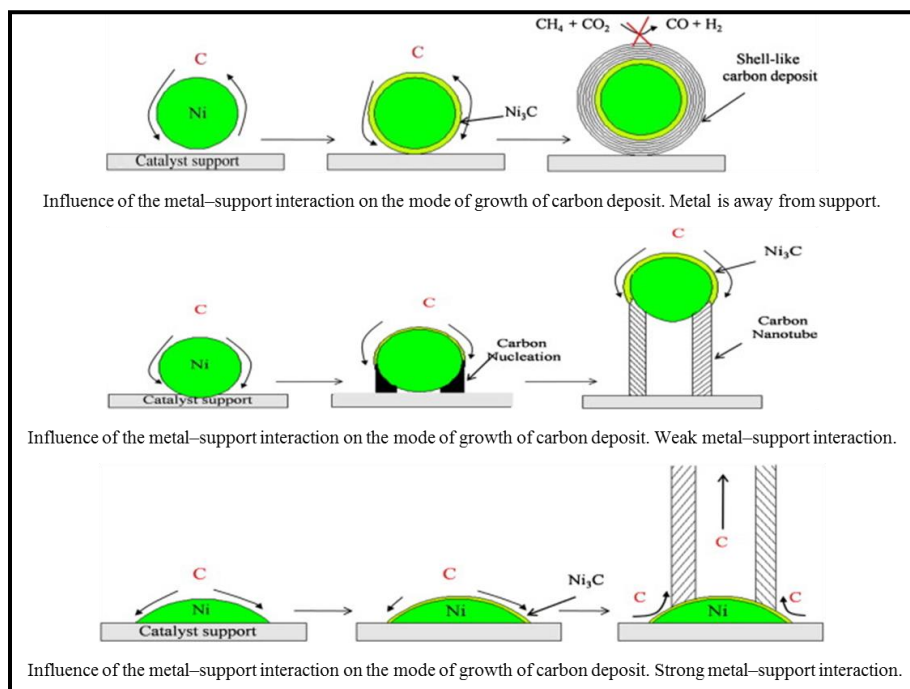 CH₄ + CO₂ CO + H₂
C
C
Shell-like
carbon deposit
Ni
Ni₃C
Catalyst support
Influence of the metal–support interaction on the mode of growth of carbon deposit. Metal is away from support.
C
Ni₃C
C
C
Carbon
Nanotube
Carbon
Nucleation
Ni
Catalyst support
Influence of the metal–support interaction on the mode of growth of carbon deposit. Weak metal–support interaction.
C
C
C
Ni₃C
C
C
Ni
Ni
Ni
Catalyst support
Influence of the metal–support interaction on the mode of growth of carbon deposit. Strong metal–support interaction.